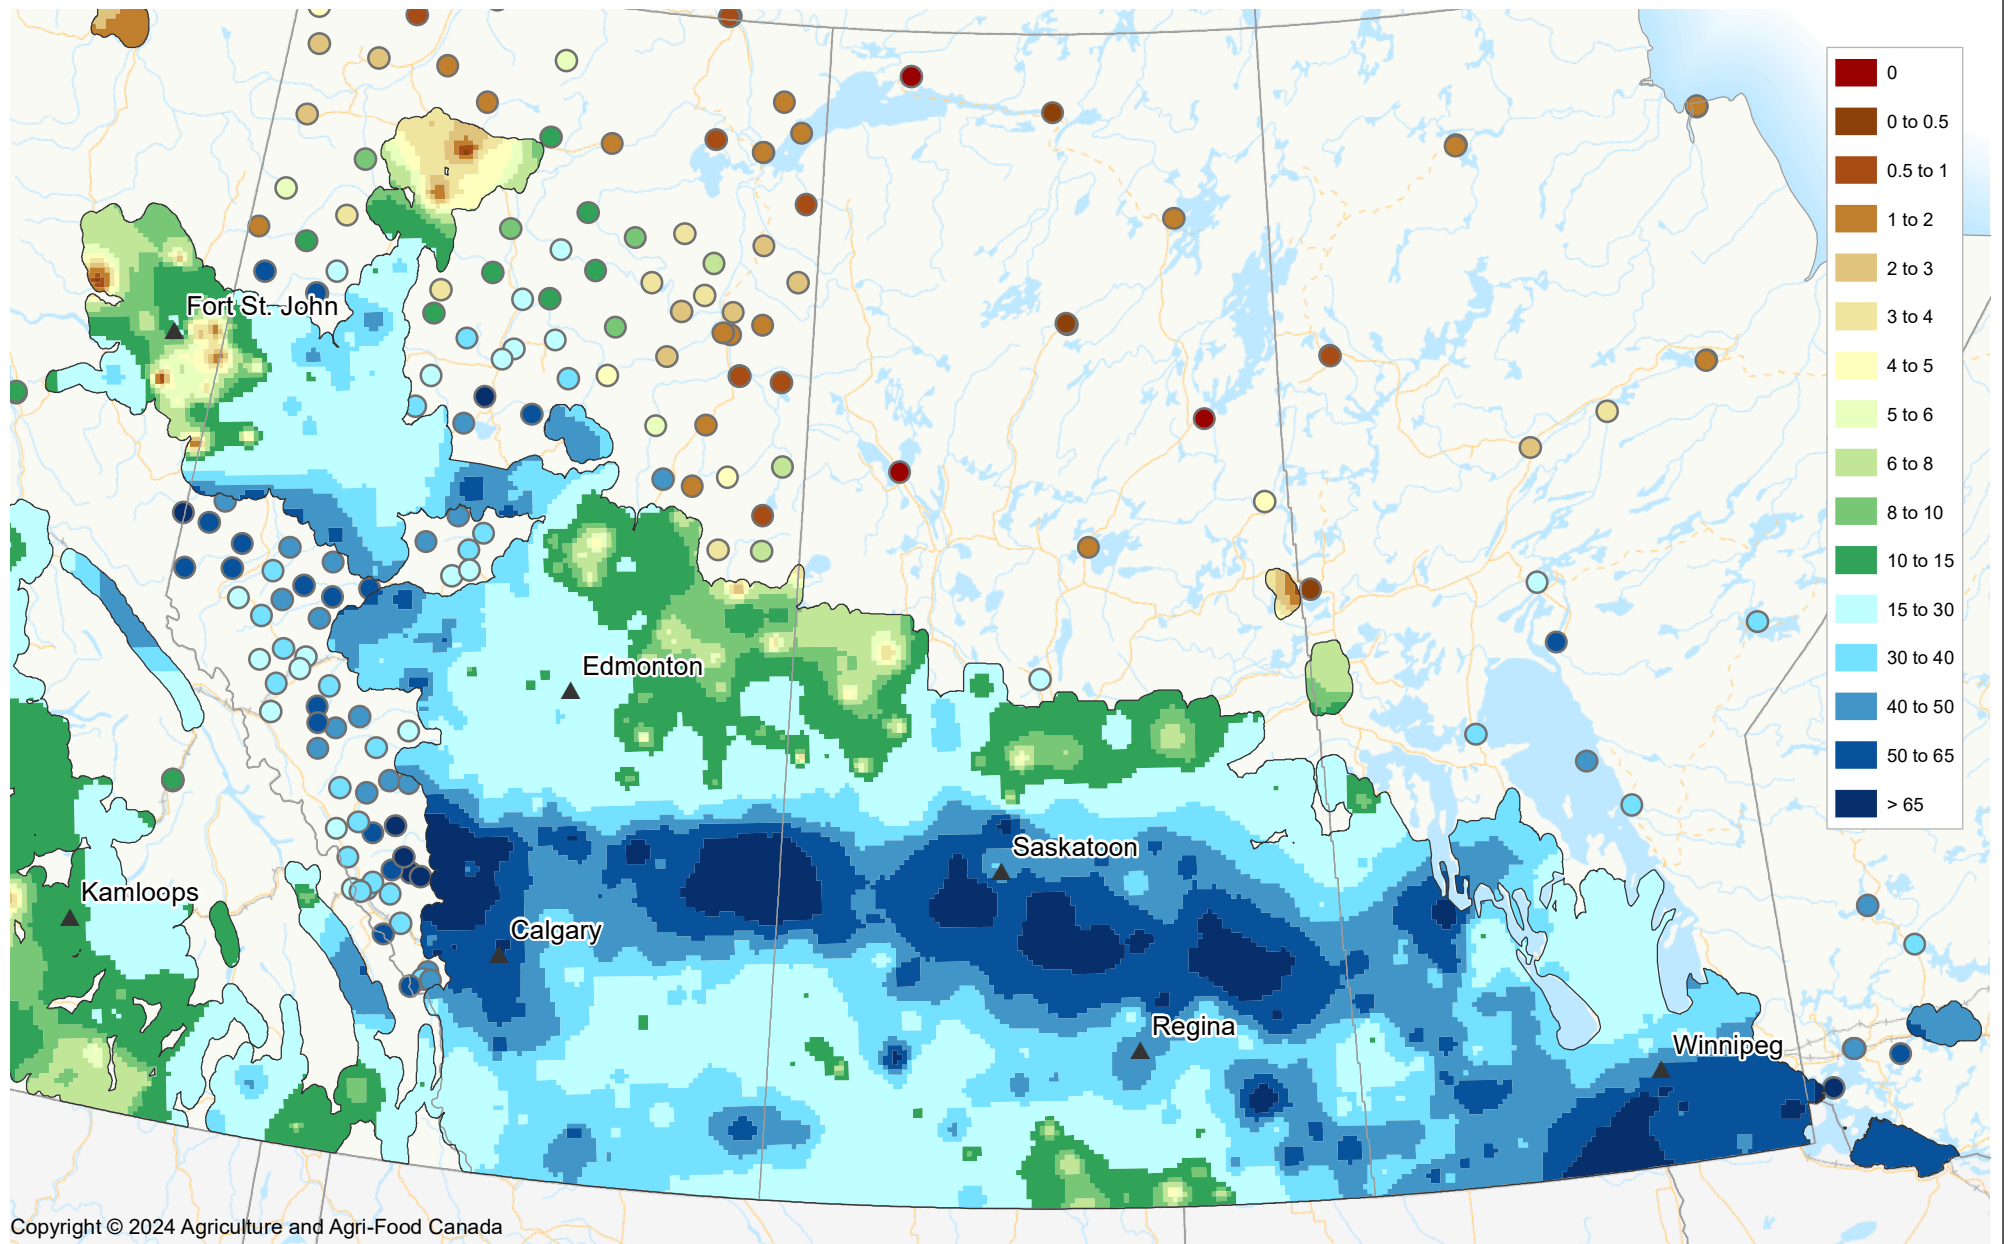 0
0 to 0.5
0.5 to 1
1 to 2
2 to 3
3 to 4
4 to 5
5 to 6
6 to 8
8 to 10
10 to 15
15 to 30
30 to 40
40 to 50
50 to 65
> 65
Fort St. John
Edmonton
Saskatoon
Kamloops
Calgary
Regina
Winnipeg
Copyright © 2024 Agriculture and Agri-Food Canada